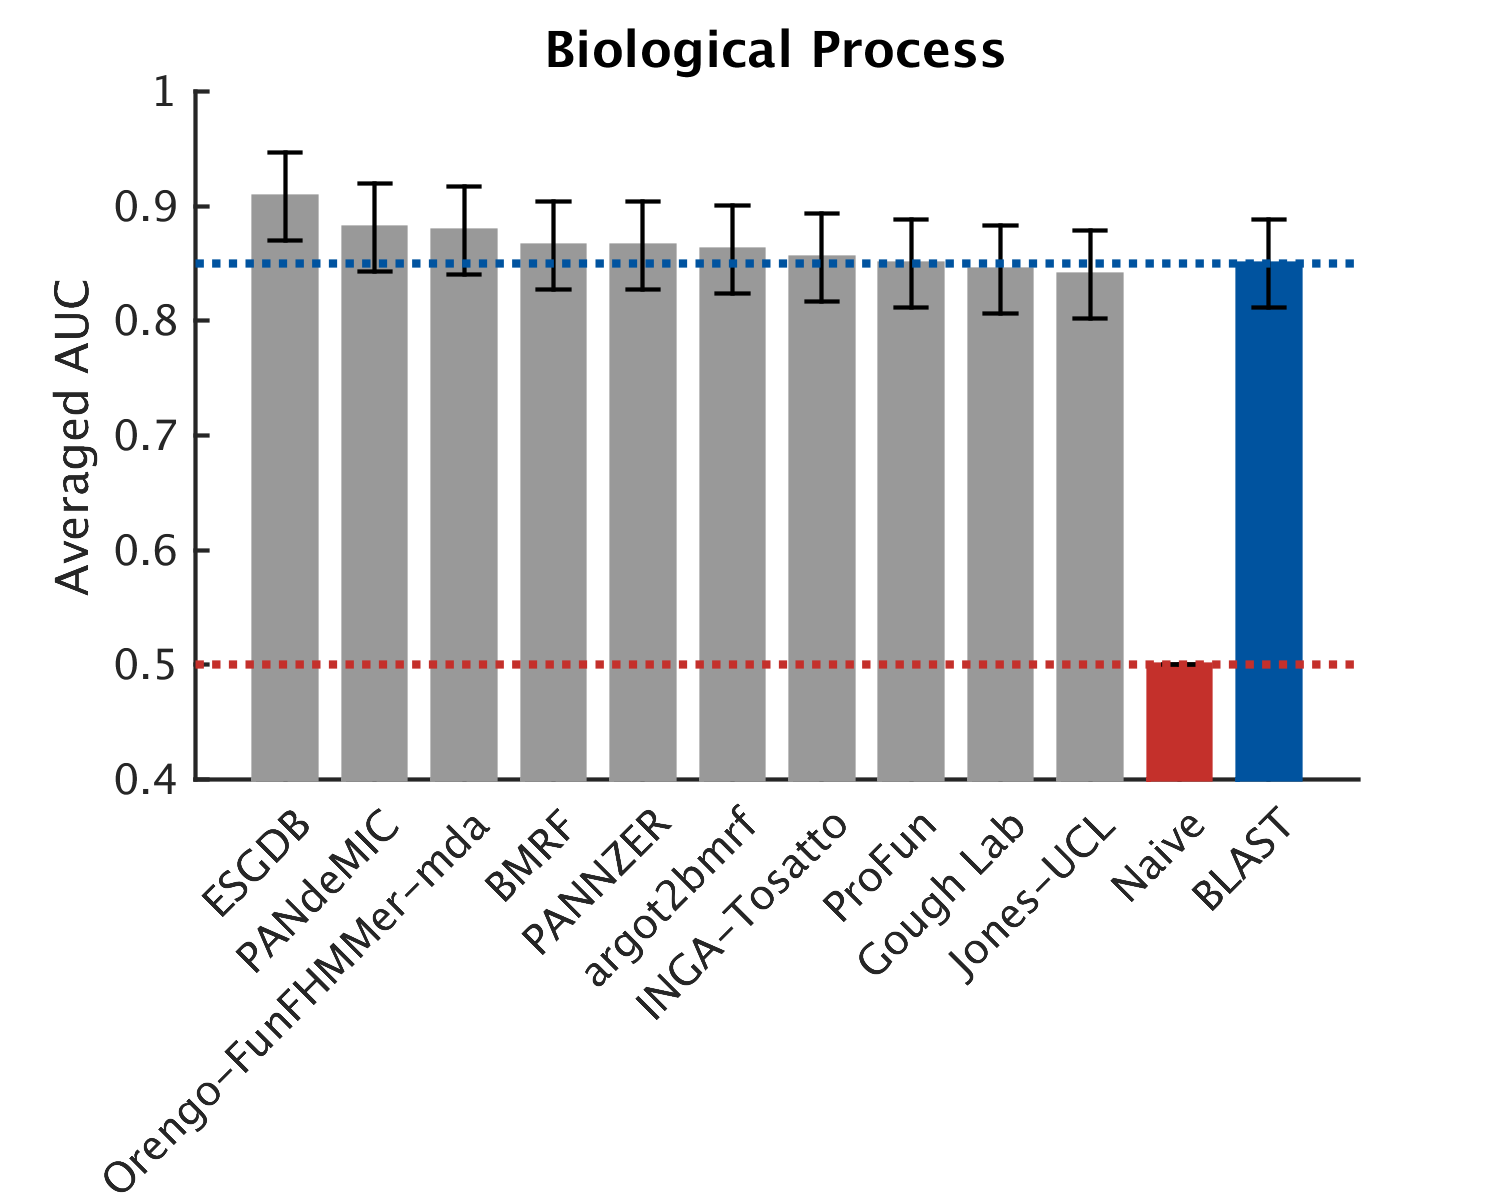 Biological Process
Averaged AUC
1
0.9
0.8
0.7
0.6
0.5
0.4
ESGDB
PANdeMIC
Orengo-FunFHMMer-mda
BMRF
PANNZER
argot2bmrf
INGA-Tosatto
ProFun
Gough Lab
Jones-UCL
Naive
BLAST